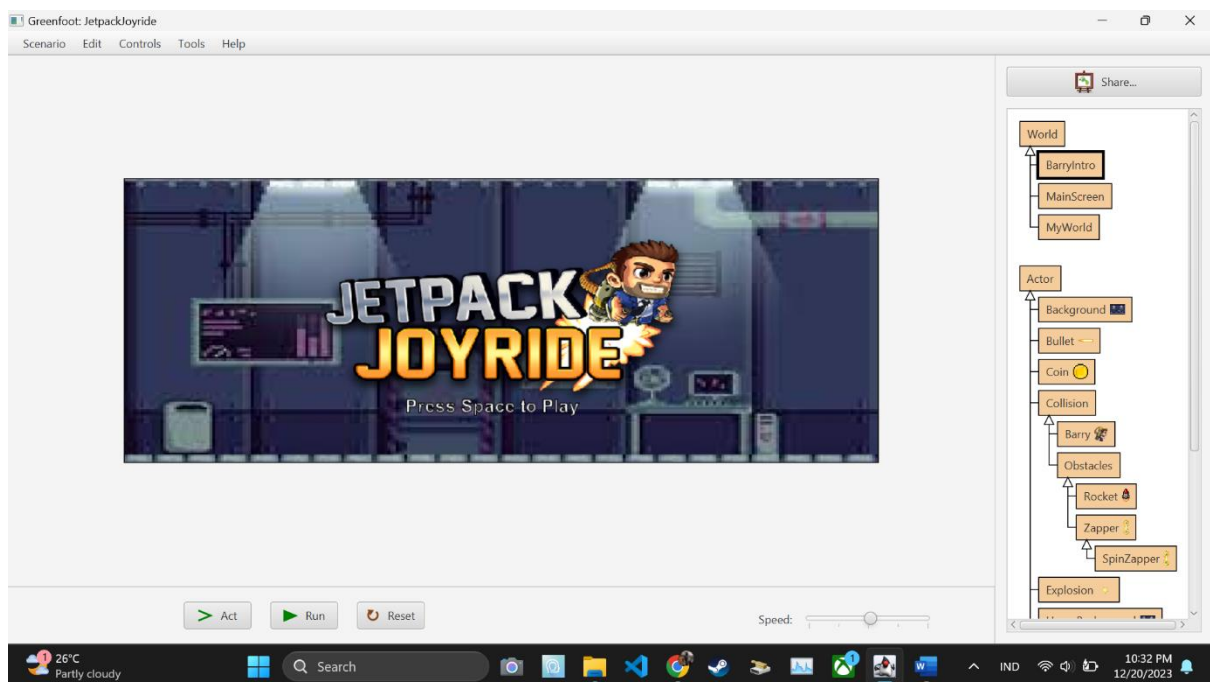 Greenfoot: JetpackJoyride
Scenario Edit Controls Tools Help
Share...
World
BarryIntro
MainScreen
MyWorld
Actor
Background
Bullet
Coin
Collision
Barry
Obstacles
Rocket
Zapper
SpinZapper
Explosion
JETPACK
JOYRIDE
Press Space to Play
Act Run Reset Speed:
1 26°C
Partly cloudy
Search
1
IND
10:32 PM
12/20/2023